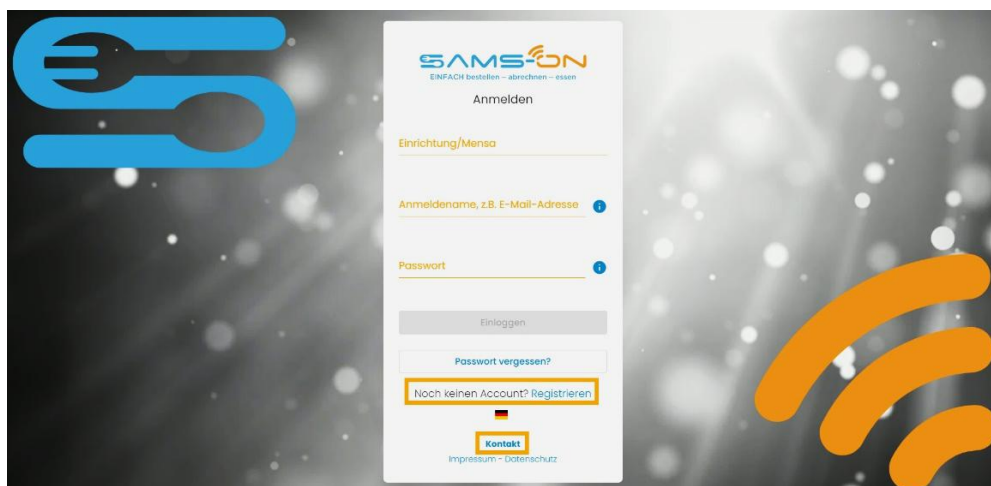 SAMS-ON
EINFACH bestellen – abrechnen – essen
Anmelden
Einrichtung/Mensa
Anmeldename, z.B. E-Mail-Adresse
Passwort
Einloggen
Passwort vergessen?
Noch keinen Account? Registrieren
Kontakt
Impressum - Datenschutz